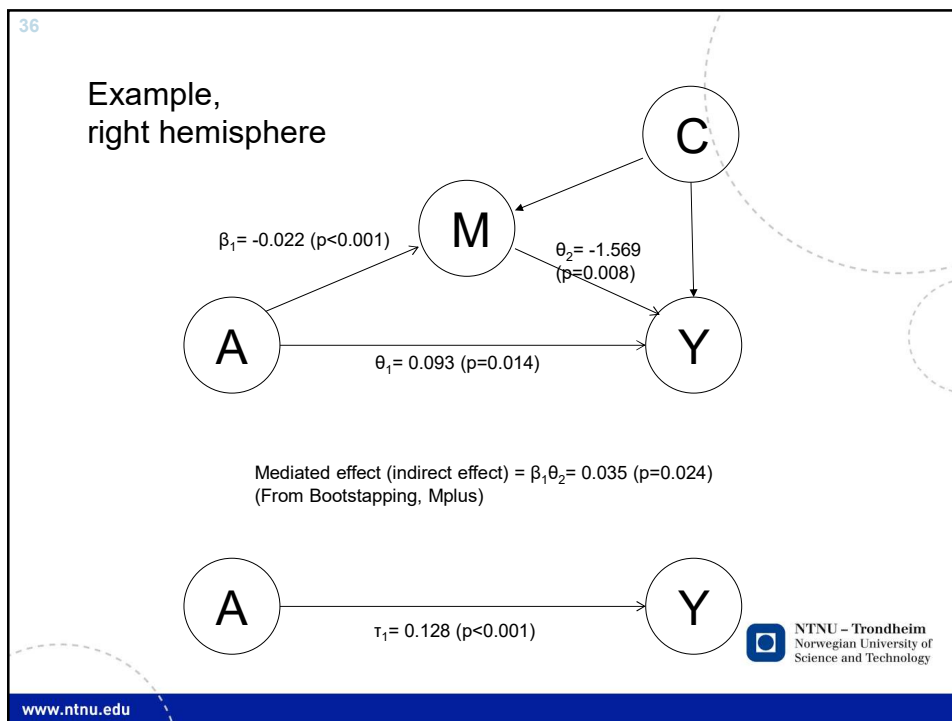 36
Example,
right hemisphere
C
M
β₁= -0.022 (p<0.001)
θ₂= -1.569
(p=0.008)
A
Y
θ₁= 0.093 (p=0.014)
Mediated effect (indirect effect) = β₁θ₂= 0.035 (p=0.024)
(From Bootstapping, Mplus)
A
Y
τ₁= 0.128 (p<0.001)
NTNU – Trondheim
Norwegian University of
Science and Technology
www.ntnu.edu